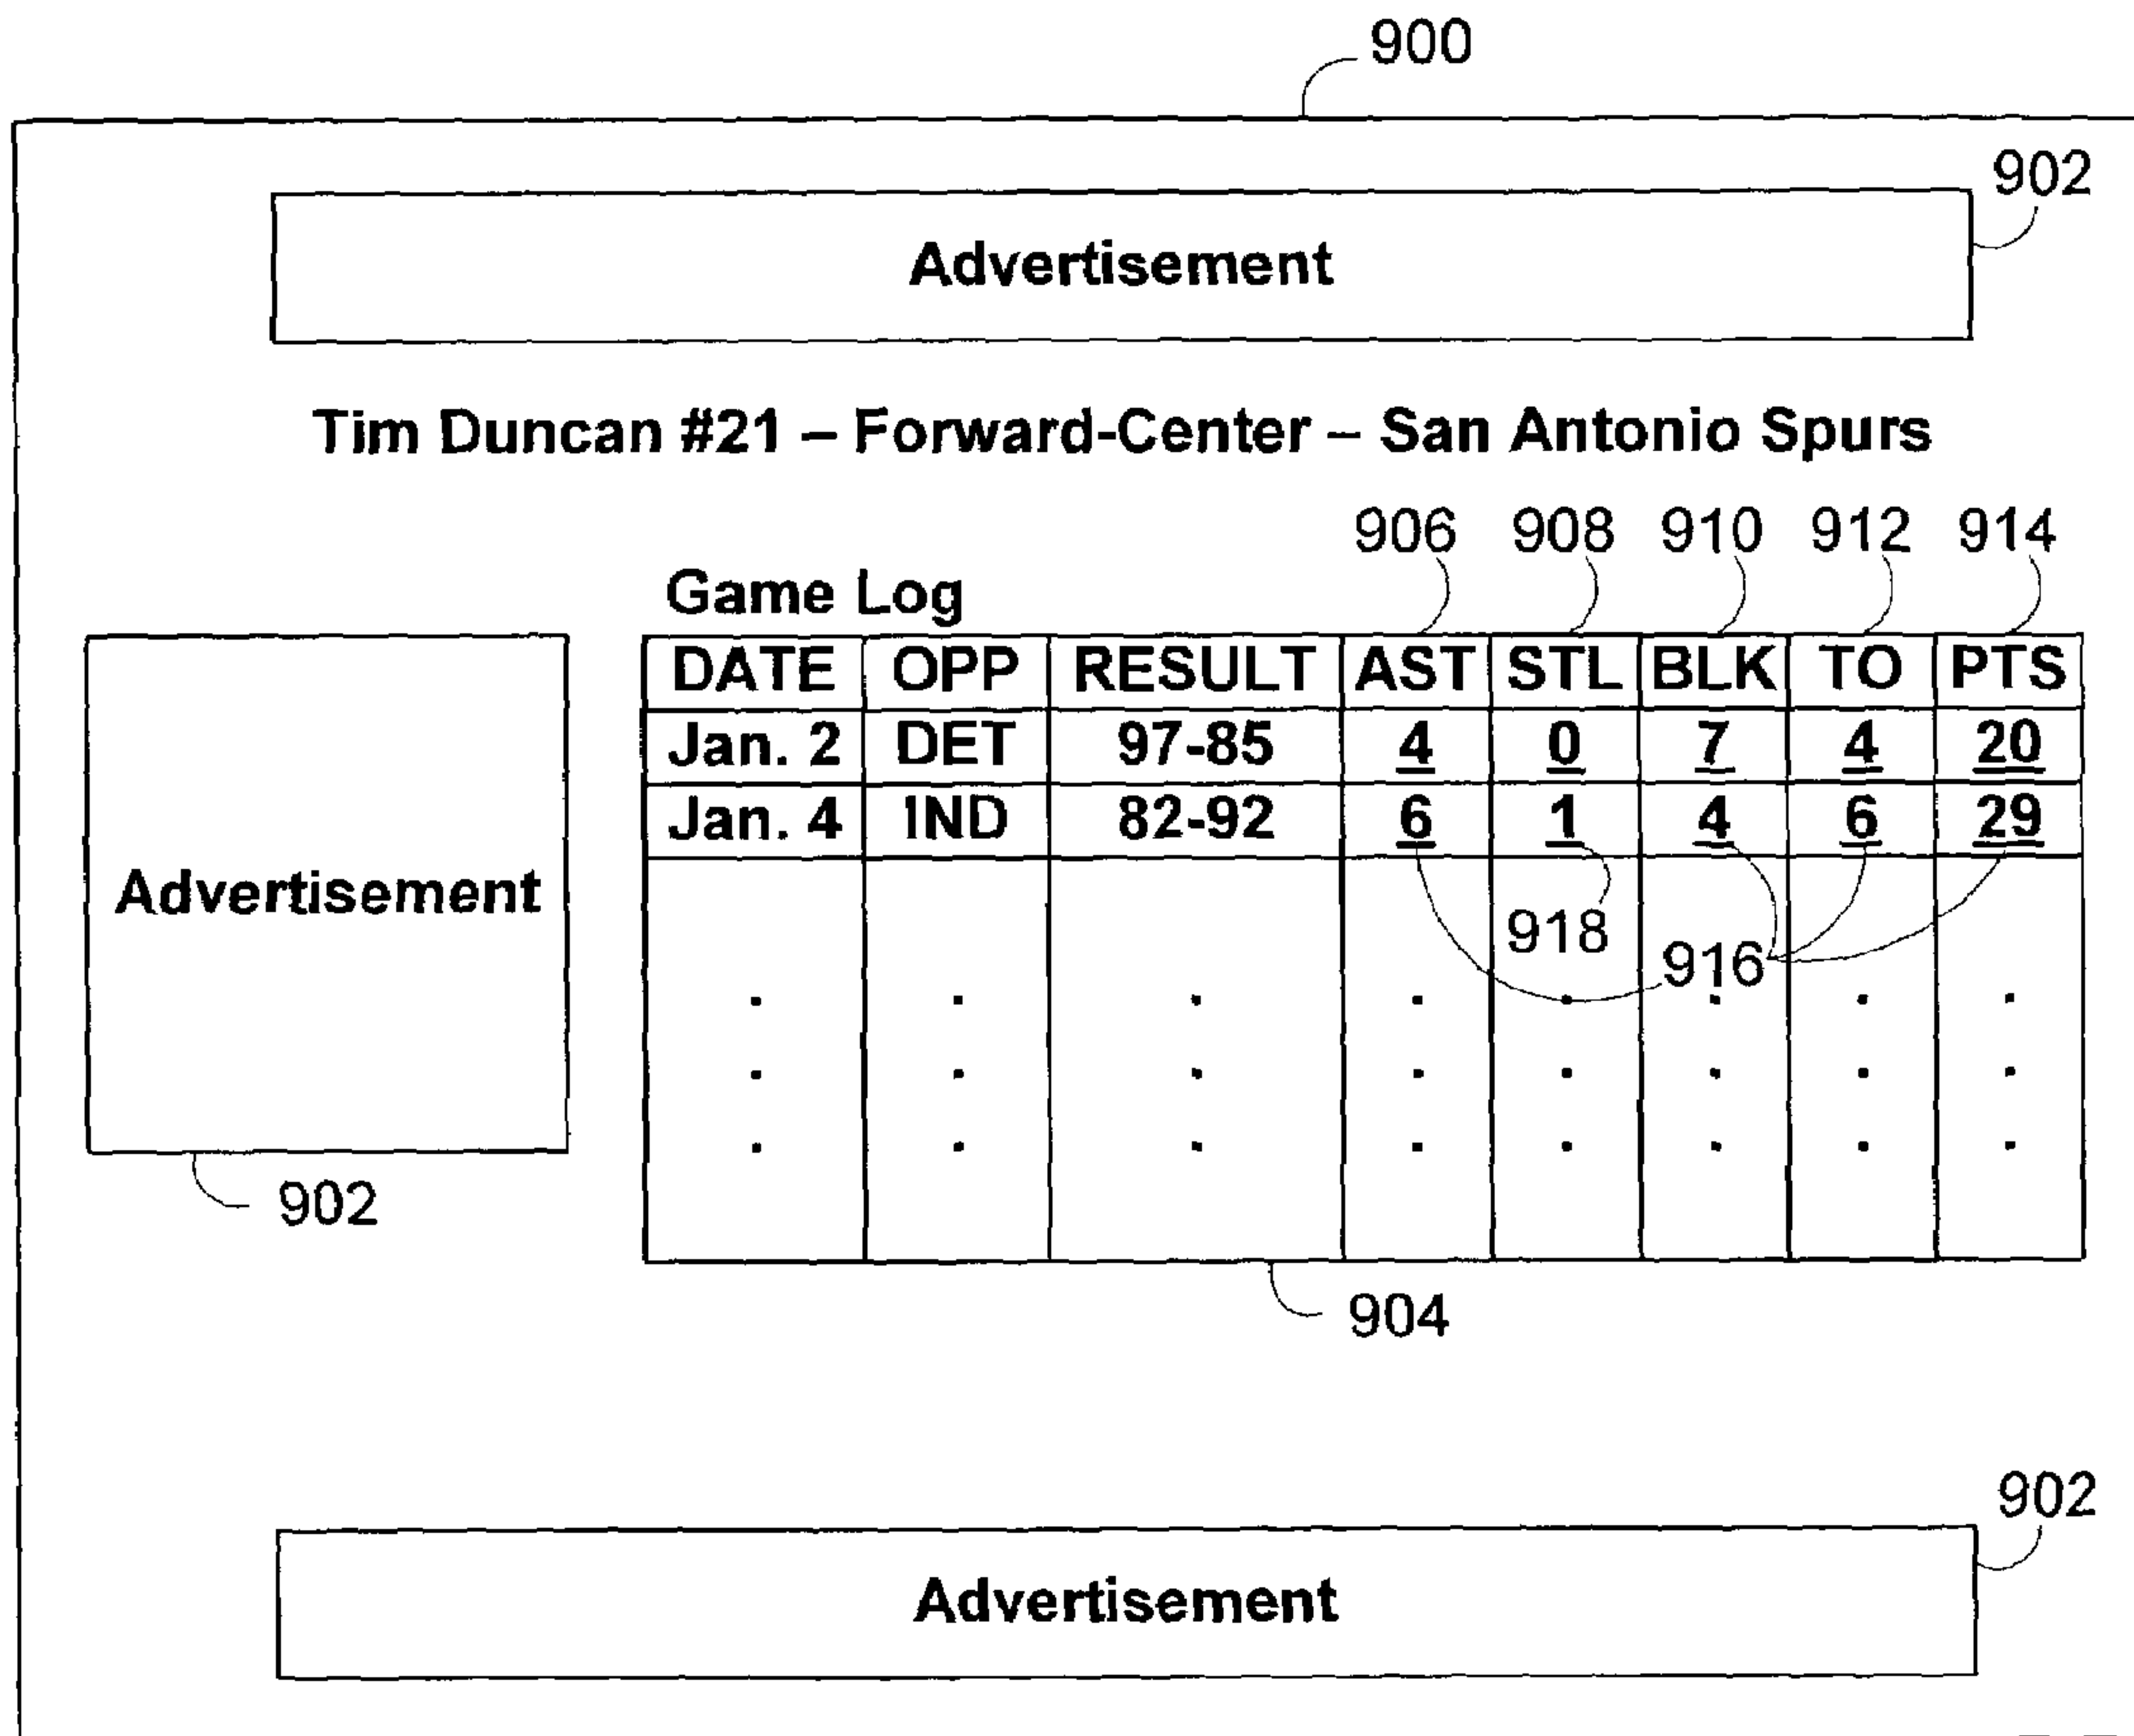 900
902
Advertisement
Tim Duncan #21 – Forward-Center – San Antonio Spurs
906 908 910 912 914
Game Log
DATE OPP RESULT AST STL BLK TO PTS
Jan. 2 DET 97-85 4 0 7 4 20
Jan. 4 IND 82-92 6 1 4 6 29
Advertisement
918
916
902
904
902
Advertisement